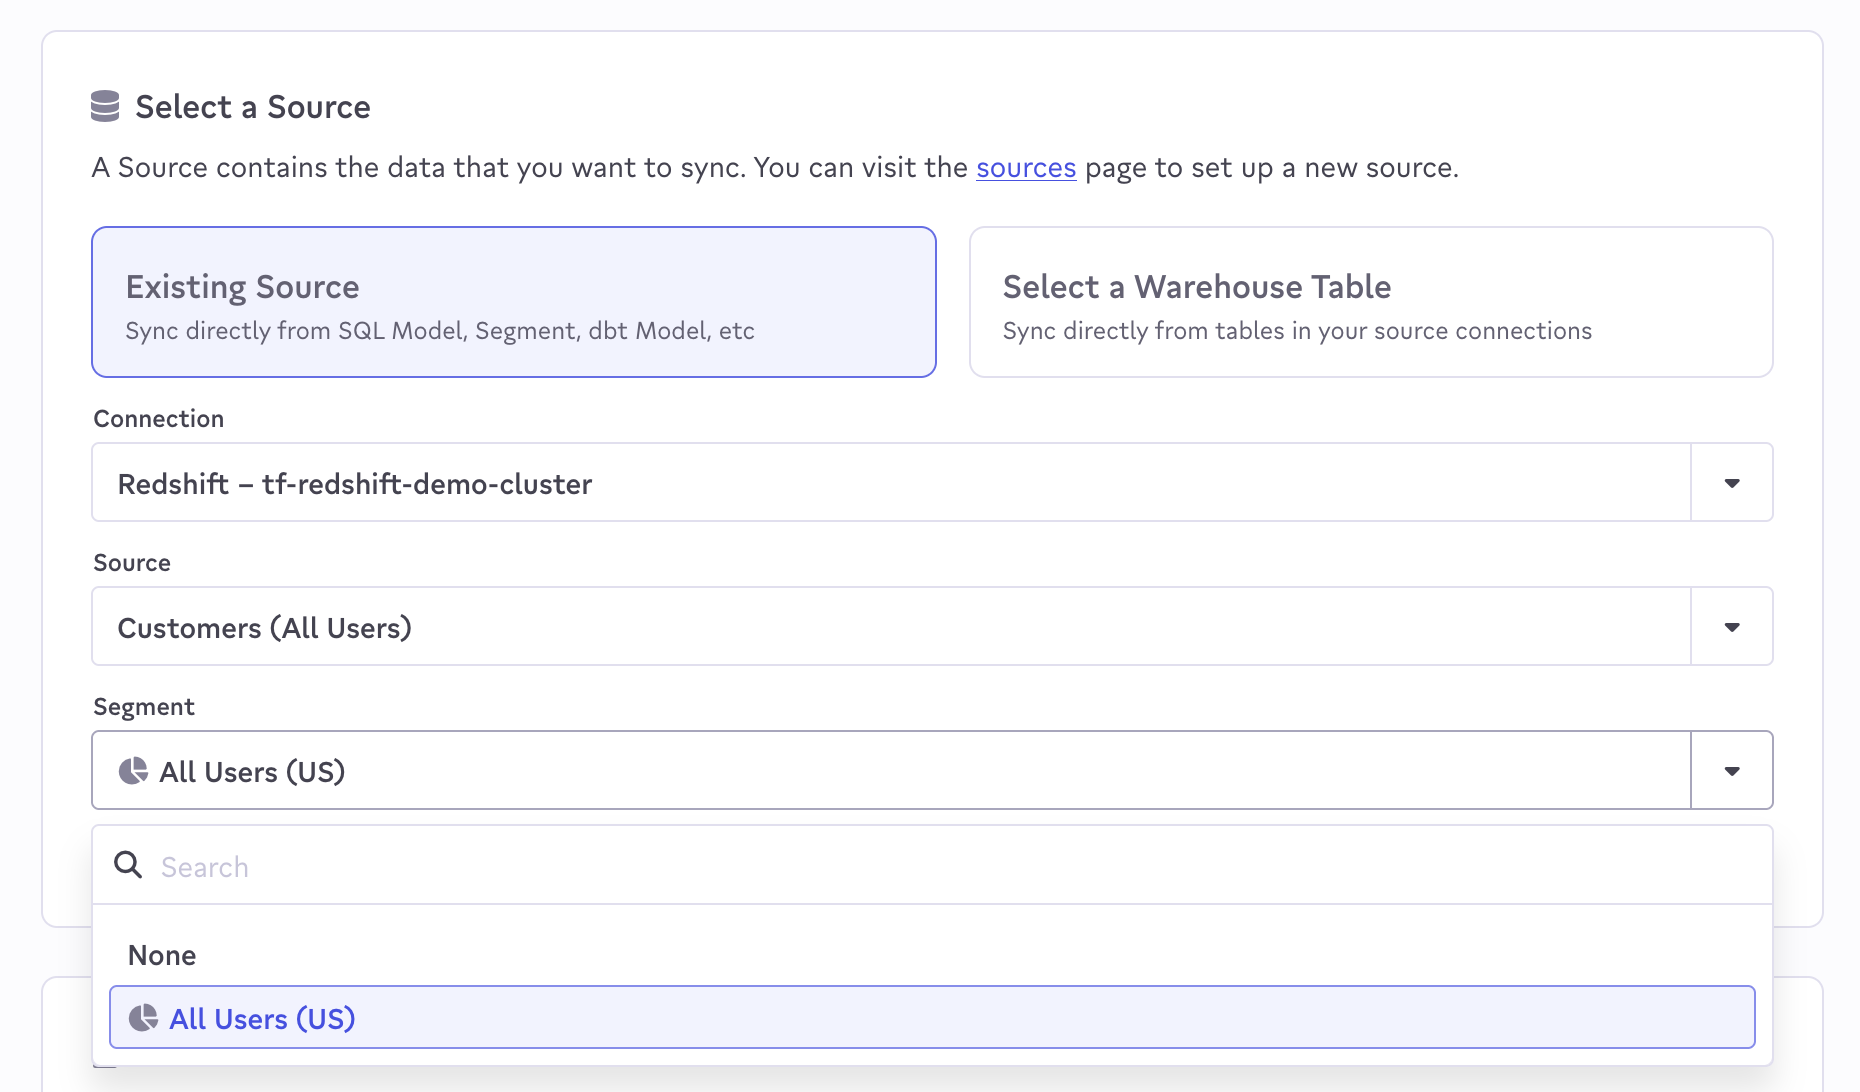 Select a Source
A Source contains the data that you want to sync. You can visit the sources page to set up a new source.
Existing Source
Sync directly from SQL Model, Segment, dbt Model, etc
Select a Warehouse Table
Sync directly from tables in your source connections
Connection
Redshift – tf-redshift-demo-cluster
Source
Customers (All Users)
Segment
All Users (US)
Search
None
All Users (US)